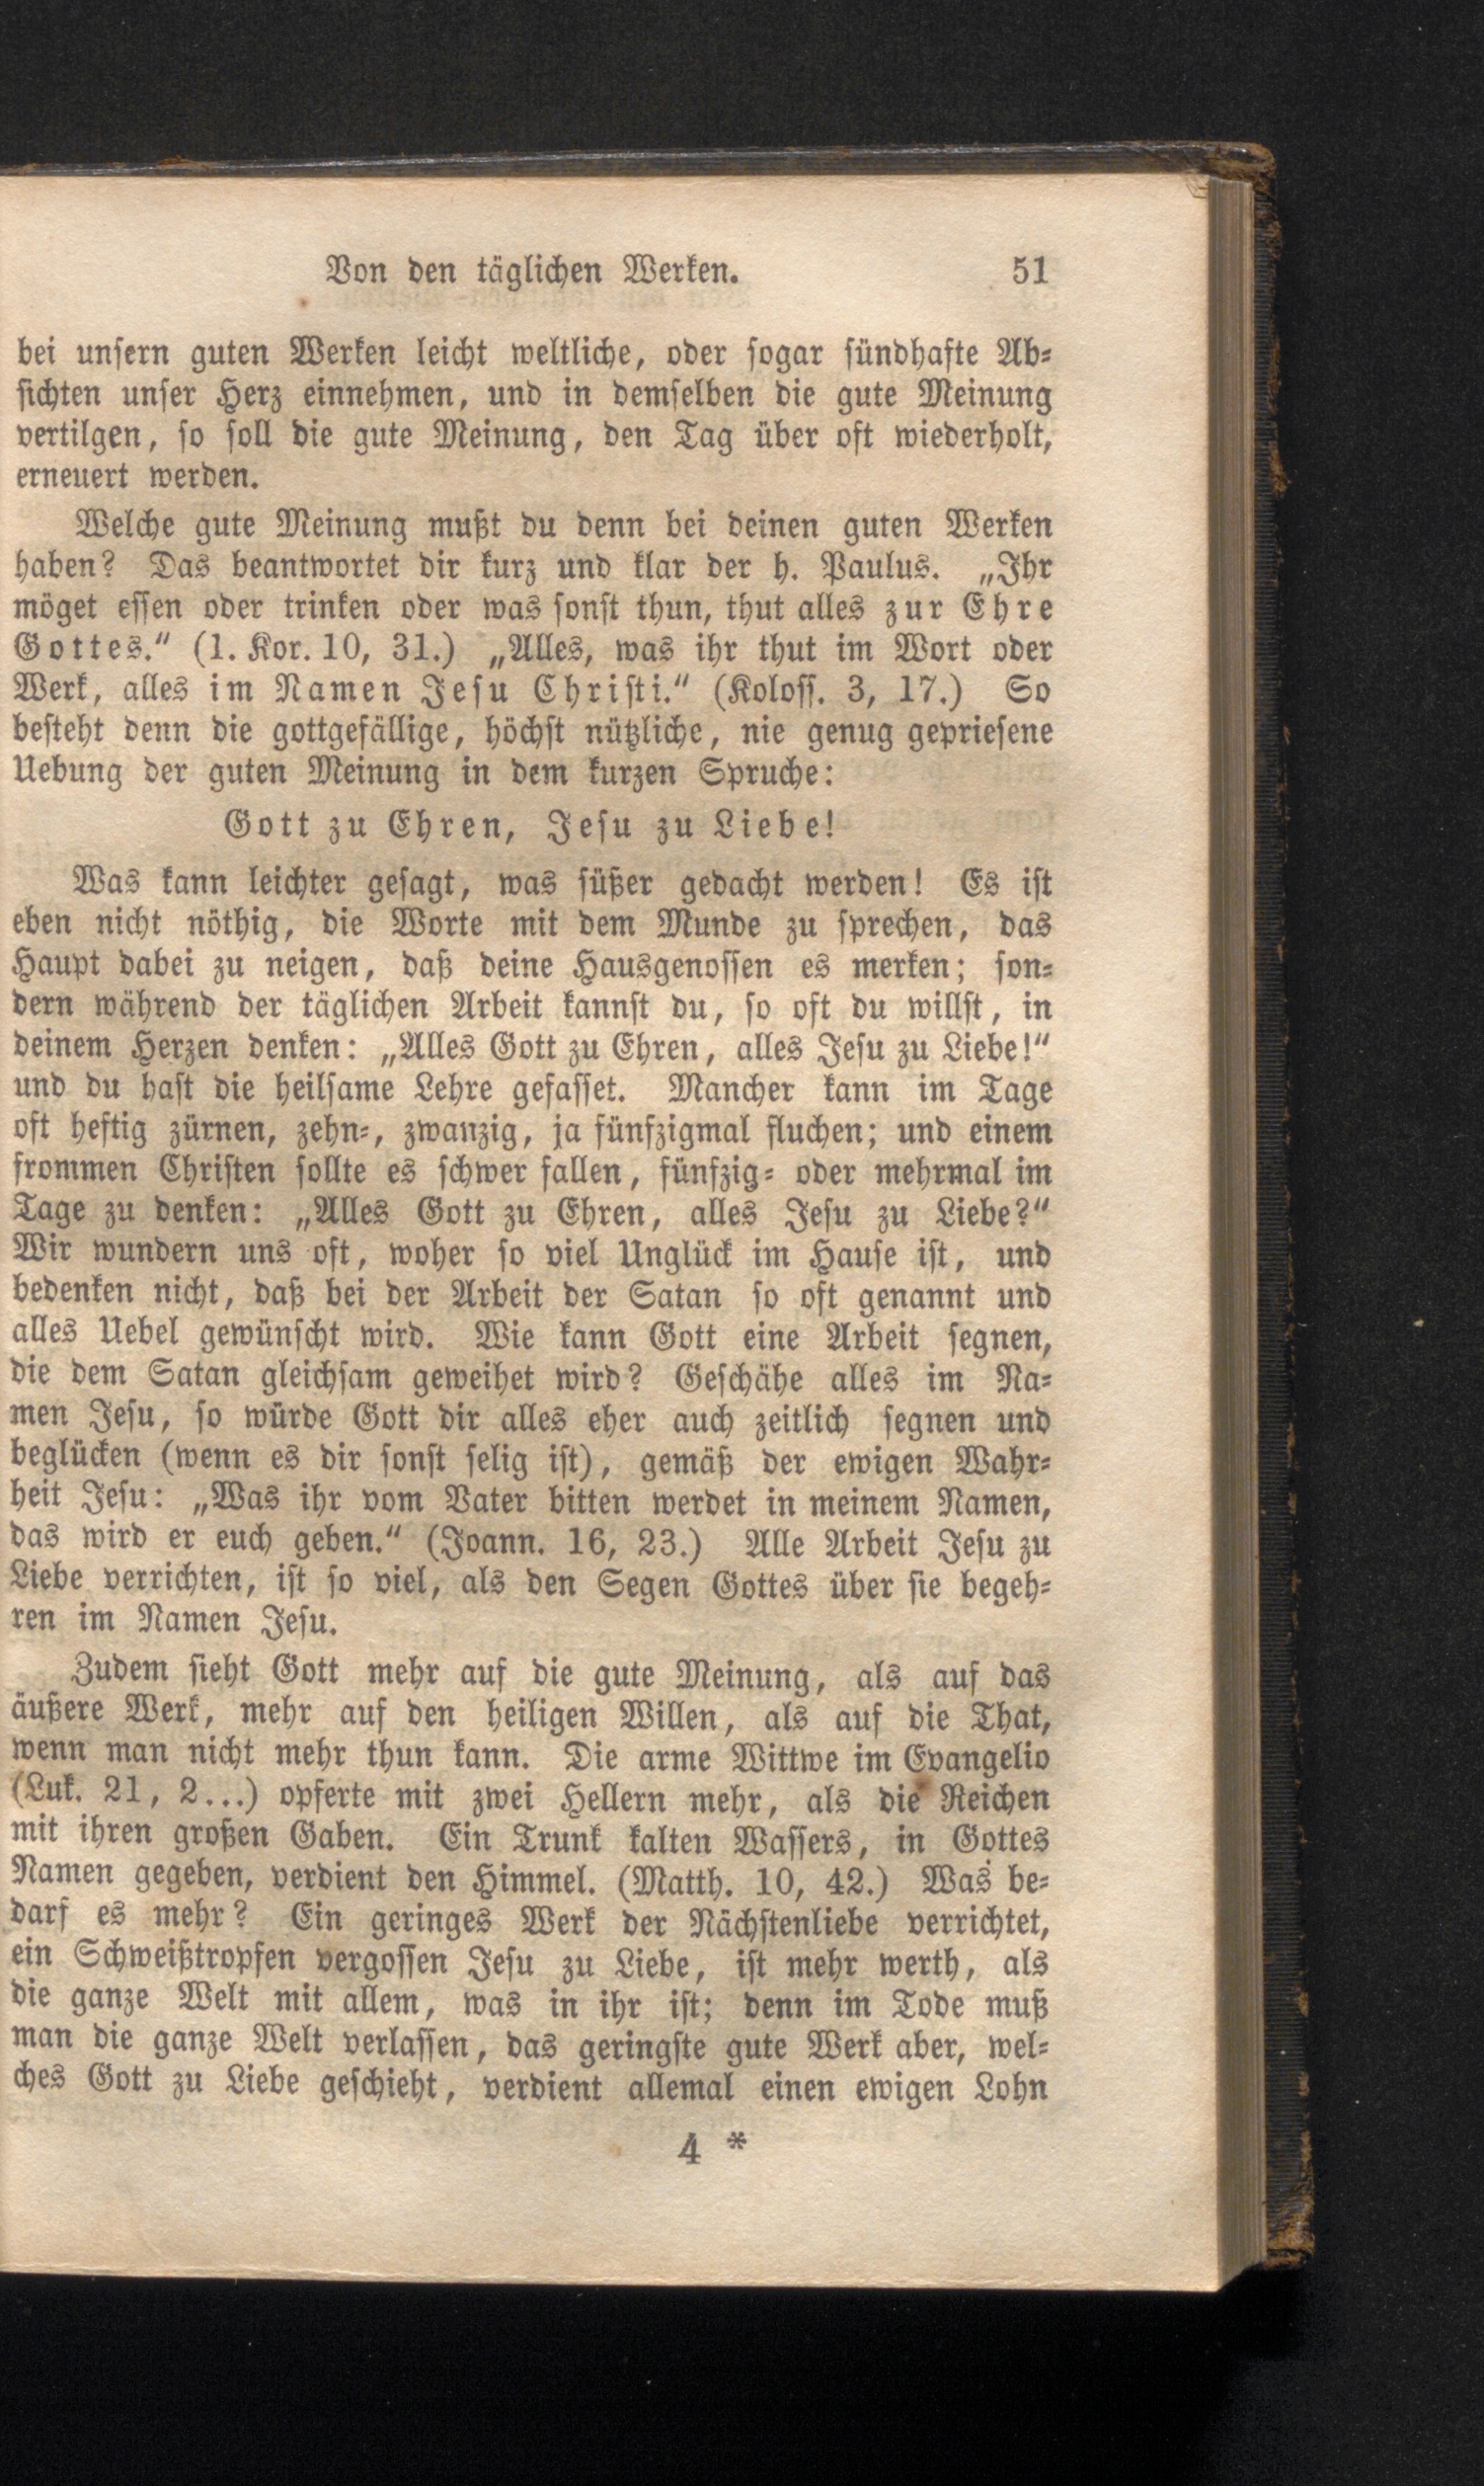 Von den täglichen Werken. 51
bei unsern guten Werken leicht weltliche, oder sogar sündhafte Ab-
sichten unser Herz einnehmen, und in demselben die gute Meinung
vertilgen, so soll die gute Meinung, den Tag über oft wiederholt,
erneuert werden.
Welche gute Meinung mußt du denn bei deinen guten Werken
haben? Das beantwortet dir kurz und klar der h. Paulus. „Ihr
möget essen oder trinken oder was sonst thun, thut alles zur Ehre
Gottes.“ (1. Kor. 10, 31.) „Alles, was ihr thut im Wort oder
Werk, alles im Namen Jesu Christi.“ (Koloss. 3, 17.) So
besteht denn die gottgefällige, höchst nützliche, nie genug gepriesene
Uebung der guten Meinung in dem kurzen Spruche:
Gott zu Ehren, Jesu zu Liebe!
Was kann leichter gesagt, was süßer gedacht werden! Es ist
eben nicht nöthig, die Worte mit dem Munde zu sprechen, das
Haupt dabei zu neigen, daß deine Hausgenossen es merken; son-
dern während der täglichen Arbeit kannst du, so oft du willst, in
deinem Herzen denken: „Alles Gott zu Ehren, alles Jesu zu Liebe!“
und du hast die heilsame Lehre gefasset. Mancher kann im Tage
oft heftig zürnen, zehn-, zwanzig, ja fünfzigmal fluchen; und einem
frommen Christen sollte es schwer fallen, fünfzig- oder mehrmal im
Tage zu denken: „Alles Gott zu Ehren, alles Jesu zu Liebe?“
Wir wundern uns oft, woher so viel Unglück im Hause ist, und
bedenken nicht, daß bei der Arbeit der Satan so oft genannt und
alles Uebel gewünscht wird. Wie kann Gott eine Arbeit segnen,
die dem Satan gleichsam geweihet wird? Geschähe alles im Na-
men Jesu, so würde Gott dir alles eher auch zeitlich segnen und
beglücken (wenn es dir sonst selig ist), gemäß der ewigen Wahr-
heit Jesu: „Was ihr vom Vater bitten werdet in meinem Namen,
das wird er euch geben.“ (Joann. 16, 23.) Alle Arbeit Jesu zu
Liebe verrichten, ist so viel, als den Segen Gottes über sie begeh-
ren im Namen Jesu.
Zudem sieht Gott mehr auf die gute Meinung, als auf das
äußere Werk, mehr auf den heiligen Willen, als auf die That,
wenn man nicht mehr thun kann. Die arme Wittwe im Evangelio
(Luk. 21, 2...) opferte mit zwei Hellern mehr, als die Reichen
mit ihren großen Gaben. Ein Trunk kalten Wassers, in Gottes
Namen gegeben, verdient den Himmel. (Matth. 10, 42.) Was be-
darf es mehr? Ein geringes Werk der Nächstenliebe verrichtet,
ein Schweißtropfen vergossen Jesu zu Liebe, ist mehr werth, als
die ganze Welt mit allem, was in ihr ist; denn im Tode muß
man die ganze Welt verlassen, das geringste gute Werk aber, wel-
ches Gott zu Liebe geschieht, verdient allemal einen ewigen Lohn
4 *